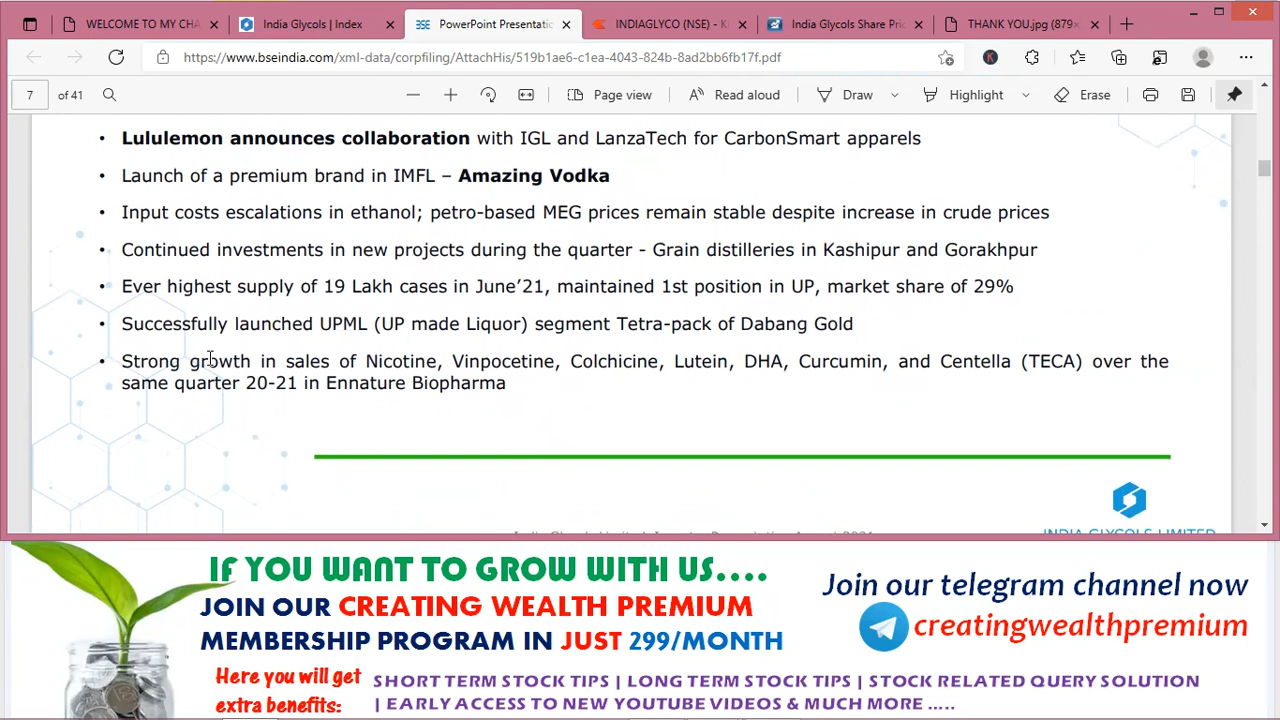 WELCOME TO MY CHA
India Glycols | Index
PowerPoint Presentatio
INDIAGLYCO (NSE) - K
India Glycols Share Pri
THANK YOU.jpg (879×
https://www.bseindia.com/xml-data/corpfiling/AttachHis/519b1ae6-c1ea-4043-824b-8ad2bb6fb17f.pdf
7 of 41
Page view
Read aloud
Draw
Highlight
Erase
• Lululemon announces collaboration with IGL and LanzaTech for CarbonSmart apparels
• Launch of a premium brand in IMFL – Amazing Vodka
• Input costs escalations in ethanol; petro-based MEG prices remain stable despite increase in crude prices
• Continued investments in new projects during the quarter - Grain distilleries in Kashipur and Gorakhpur
• Ever highest supply of 19 Lakh cases in June’21, maintained 1st position in UP, market share of 29%
• Successfully launched UPML (UP made Liquor) segment Tetra-pack of Dabang Gold
• Strong growth in sales of Nicotine, Vinpocetine, Colchicine, Lutein, DHA, Curcumin, and Centella (TECA) over the
same quarter 20-21 in Ennature Biopharma
INDIA GLYCOLS LIMITED
IF YOU WANT TO GROW WITH US....
JOIN OUR CREATING WEALTH PREMIUM
MEMBERSHIP PROGRAM IN JUST 299/MONTH
Join our telegram channel now
creatingwealthpremium
Here you will get
extra benefits:
SHORT TERM STOCK TIPS | LONG TERM STOCK TIPS | STOCK RELATED QUERY SOLUTION
| EARLY ACCESS TO NEW YOUTUBE VIDEOS & MUCH MORE .....